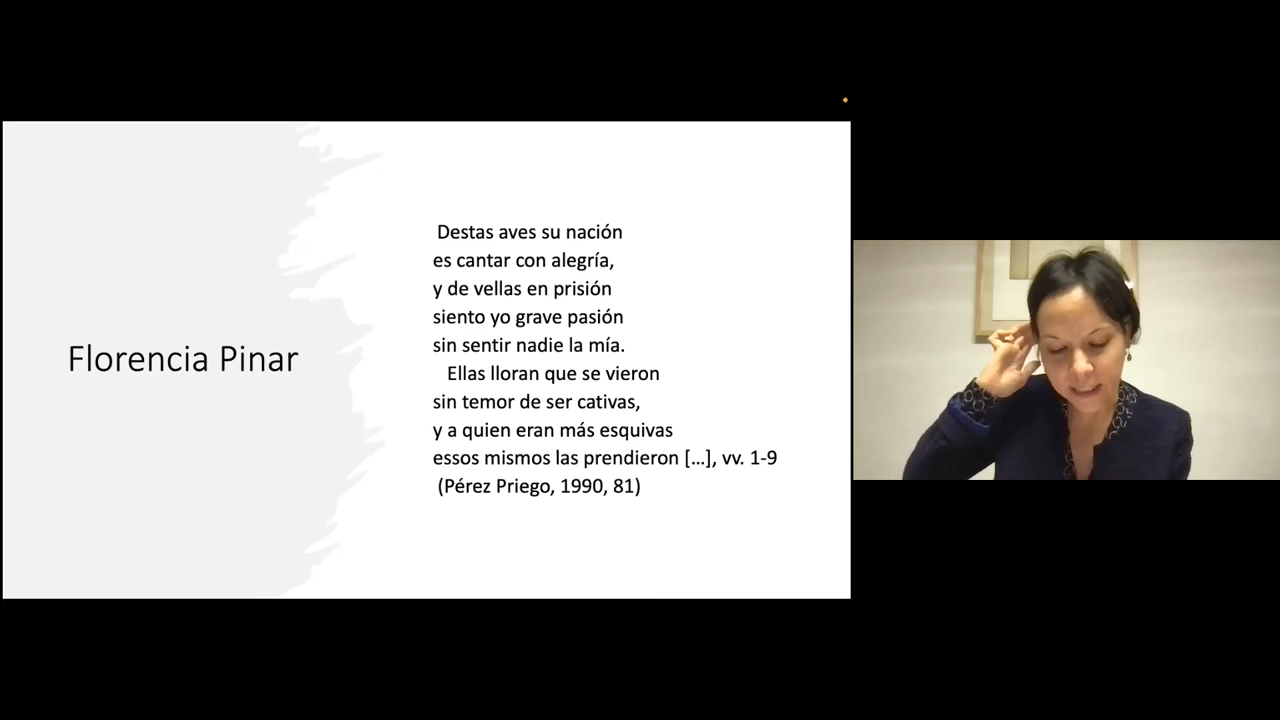 Florencia Pinar
Destas aves su nación
es cantar con alegría,
y de vellas en prisión
siento yo grave pasión
sin sentir nadie la mía.
Ellas lloran que se vieron
sin temor de ser cativas,
y a quien eran más esquivas
essos mismos las prendieron [...], vv. 1-9
(Pérez Priego, 1990, 81)